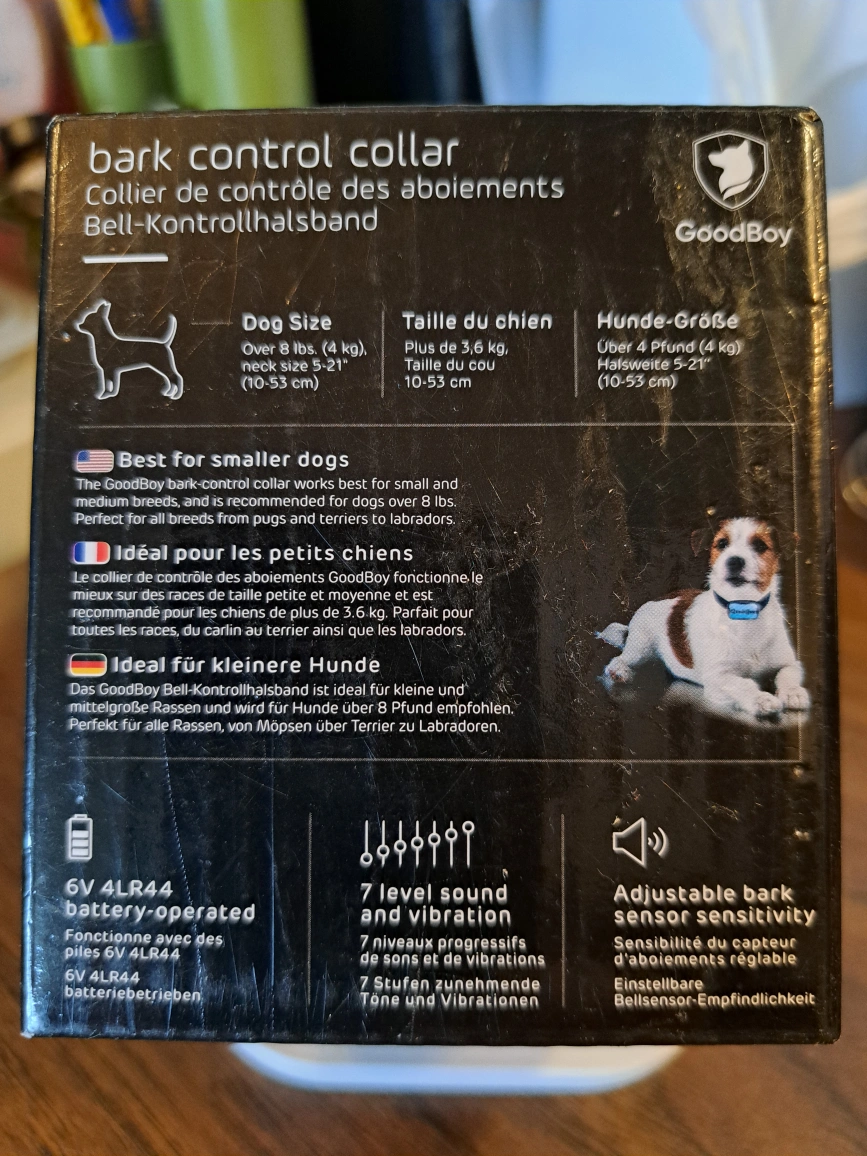 bark control collar
Collier de contrôle des aboiements
Bell-Kontrollhalsband
GoodBoy
Dog Size
Over 8 lbs. (4 kg),
neck size 5-21"
(10-53 cm)
Taille du chien
Plus de 3,6 kg,
Taille du cou
10-53 cm
Hunde-Größe
Über 4 Pfund (4 kg)
Halsweite 5-21"
(10-53 cm)
Best for smaller dogs
The GoodBoy bark-control collar works best for small and
medium breeds, and is recommended for dogs over 8 lbs.
Perfect for all breeds from pugs and terriers to labradors.
Idéal pour les petits chiens
Le collier de contrôle des aboiements GoodBoy fonctionne le
mieux sur des races de taille petite et moyenne et est
recommandé pour les chiens de plus de 3.6 kg. Parfait pour
toutes les races, du carlin au terrier ainsi que les labradors.
Ideal für kleinere Hunde
Das GoodBoy Bell-Kontrollhalsband ist ideal für kleine und
mittelgroße Rassen und wird für Hunde über 8 Pfund empfohlen.
Perfekt für alle Rassen, von Möpsen über Terrier zu Labradoren.
6V 4LR44
battery-operated
Fonctionne avec des
piles 6V 4LR44
6V 4LR44
batteriebetrieben
7 level sound
and vibration
7 niveaux progressifs
de sons et de vibrations
7 Stufen zunehmende
Töne und Vibrationen
Adjustable bark
sensor sensitivity
Sensibilité du capteur
d'aboiements réglable
Einstellbare
Bellsensor-Empfindlichkeit